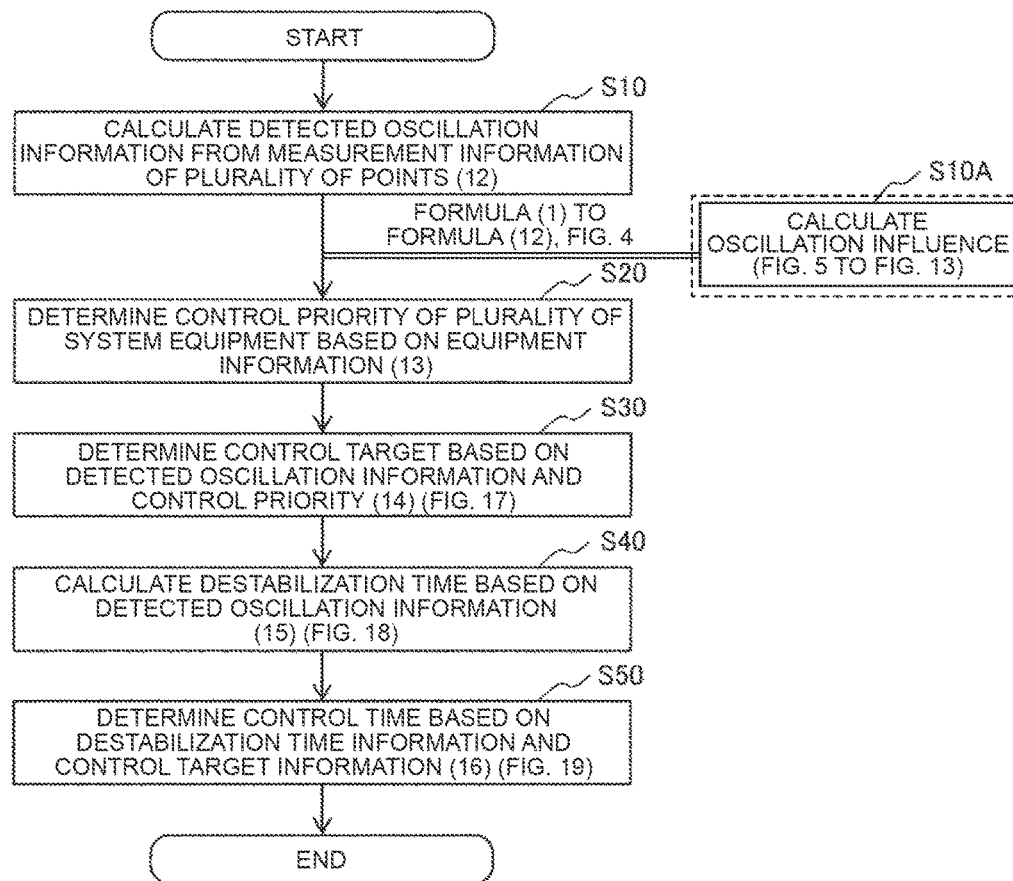 START
S10
CALCULATE DETECTED OSCILLATION
INFORMATION FROM MEASUREMENT INFORMATION
OF PLURALITY OF POINTS (12)
S10A
FORMULA (1) TO
FORMULA (12), FIG. 4
CALCULATE
OSCILLATION INFLUENCE
(FIG. 5 TO FIG. 13)
S20
DETERMINE CONTROL PRIORITY OF PLURALITY OF
SYSTEM EQUIPMENT BASED ON EQUIPMENT
INFORMATION (13)
S30
DETERMINE CONTROL TARGET BASED ON
DETECTED OSCILLATION INFORMATION AND
CONTROL PRIORITY (14) (FIG. 17)
S40
CALCULATE DESTABILIZATION TIME BASED ON
DETECTED OSCILLATION INFORMATION
(15) (FIG. 18)
S50
DETERMINE CONTROL TIME BASED ON
DESTABILIZATION TIME INFORMATION AND
CONTROL TARGET INFORMATION (16) (FIG. 19)
END